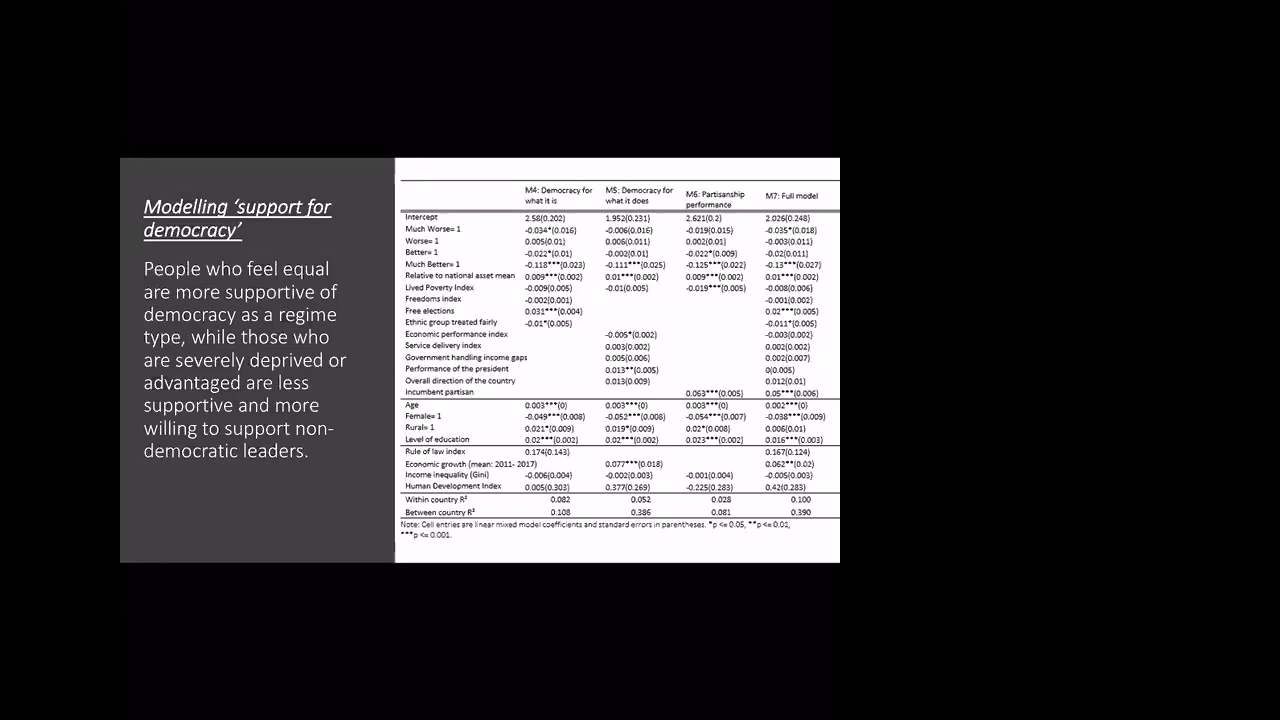 Modelling ‘support for
democracy’
People who feel equal
are more supportive of
democracy as a regime
type, while those who
are severely deprived or
advantaged are less
supportive and more
willing to support non-
democratic leaders.
M4: Democracy for what it is M5: Democracy for what it does M6: Partisanship performance M7: Full model
Intercept 2.58(0.202) 1.952(0.231) 2.621(0.2) 2.026(0.248)
Much Worse= 1 -0.034*(0.016) -0.006(0.016) -0.019(0.015) -0.035*(0.018)
Worse= 1 0.005(0.01) 0.006(0.011) 0.002(0.01) -0.003(0.011)
Better= 1 -0.022*(0.01) -0.002(0.01) -0.022*(0.009) -0.02(0.011)
Much Better= 1 -0.118***(0.023) -0.111***(0.025) -0.125***(0.022) -0.13***(0.027)
Relative to national asset mean 0.009***(0.002) 0.01***(0.002) 0.009***(0.002) 0.01***(0.002)
Lived Poverty Index -0.009(0.005) -0.01(0.005) -0.019***(0.005) -0.008(0.006)
Freedoms index -0.002(0.001) -0.001(0.002)
Free elections 0.031***(0.004) 0.02***(0.005)
Ethnic group treated fairly -0.01*(0.005) -0.011*(0.005)
Economic performance index -0.005*(0.002) -0.003(0.002)
Service delivery index 0.003(0.002) 0.002(0.002)
Government handling income gaps 0.005(0.006) 0.002(0.007)
Performance of the president 0.013**(0.005) 0(0.005)
Overall direction of the country 0.013(0.009) 0.012(0.01)
Incumbent partisan 0.063***(0.005) 0.05***(0.006)
Age 0.003***(0) 0.003***(0) 0.003***(0) 0.002***(0)
Female= 1 -0.049***(0.008) -0.052***(0.008) -0.054***(0.007) -0.038***(0.009)
Rural= 1 0.021*(0.009) 0.019*(0.009) 0.02*(0.008) 0.006(0.01)
Level of education 0.02***(0.002) 0.02***(0.002) 0.023***(0.002) 0.016***(0.003)
Rule of law index 0.174(0.143) 0.167(0.124)
Economic growth (mean: 2011- 2017) 0.077***(0.018) 0.062**(0.02)
Income inequality (Gini) -0.006(0.004) -0.002(0.003) -0.001(0.004) -0.005(0.003)
Human Development Index 0.005(0.303) 0.377(0.269) -0.225(0.283) 0.42(0.283)
Within country R² 0.082 0.052 0.028 0.100
Between country R² 0.108 0.386 0.081 0.390
Note: Cell entries are linear mixed model coefficients and standard errors in parentheses. *p <= 0.05, **p <= 0.01,
***p <= 0.001.